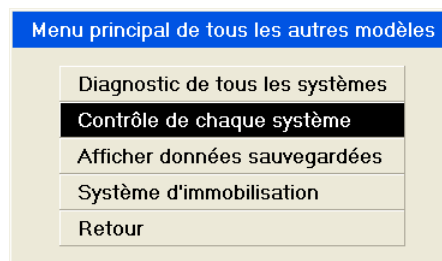 Menu principal de tous les autres modèles
Diagnostic de tous les systèmes
Contrôle de chaque système
Afficher données sauvegardées
Système d'immobilisation
Retour